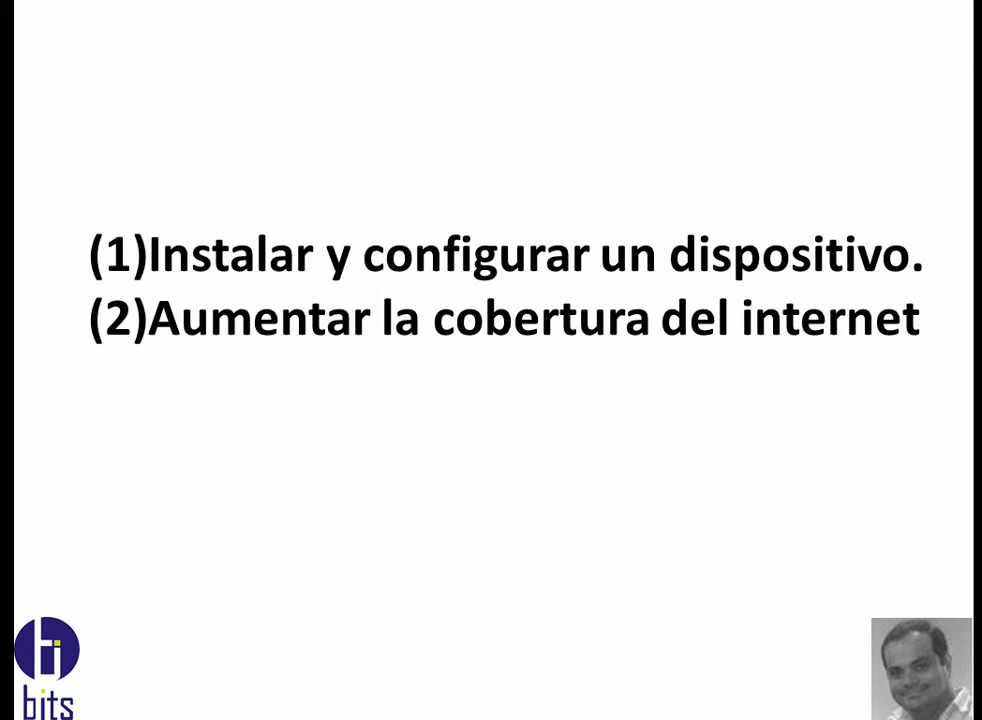 (1)Instalar y configurar un dispositivo.
(2)Aumentar la cobertura del internet
bits